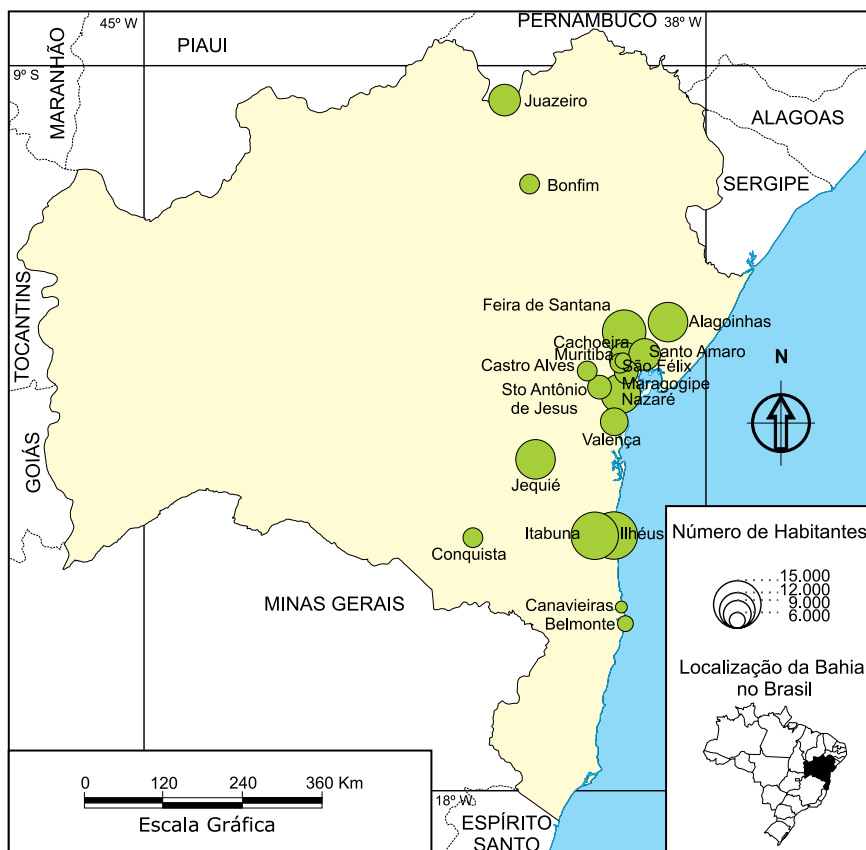 45º W
PERNAMBUCO
38º W
PIAUI
MARANHÃO
9º S
Juazeiro
ALAGOAS
Bonfim
SERGIPE
TOCANTINS
Feira de Santana
Alagoinhas
Cachoeira
Muritiba
Santo Amaro
Castro Alves
São Félix
Sto Antônio
de Jesus
Maragogipe
Nazaré
N
GOIÁS
Valença
Jequié
Itabuna
Ilhéus
Conquista
Canavieiras
Belmonte
MINAS GERAIS
Número de Habitantes
15.000
12.000
9.000
6.000
Localização da Bahia
no Brasil
0 120 240 360 Km
Escala Gráfica
18º W
ESPÍRITO
SANTO